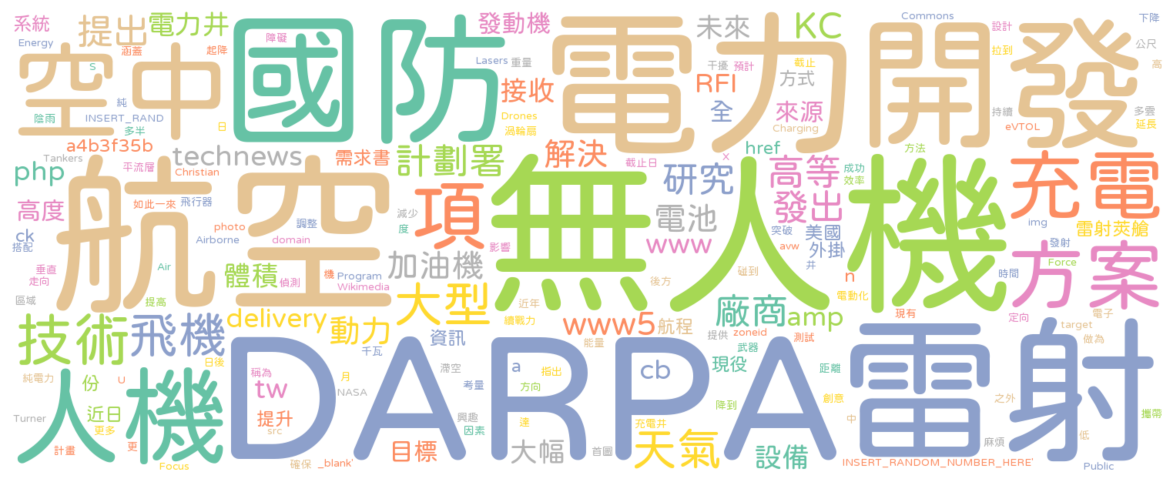 系統
提出
電力井
發動機
未來
KC
Commons
設計
下降
Energy
涵蓋
起降
障礙
Lasers
重量
干擾
預計
截止
拉到
公尺
空中
國防
電力
開發
S
純
接收
RFI
方式
高
陰雨
INSERT_RAND
日
Drones
全
來源
持續
多雲
多半
渦輪扇
Charging
eVTOL
延長
a4b3f35b
technews
需求書
計劃署
解決
截止日
x
href
方法
Tankers
平流層
Christian
php
研究
高等
成功
效率
充電
航空
無人機
項
高度
如此一來
飛行器
減少
度
電池
發出
突破
美國
img
雷射莢艙
ck
搭配
photo
調整
影響
www
avw
外掛
發射
Airborne
domain
井
垂直
走向
Air
體積
偵測
機
加油機
後方
碰到
n
Force
時間
方案
Program
Wikimedia
電動化
區域
提高
大型
近年
續戰力
廠商
amp
現有
定向
電子
技術
飛機
delivery
動力
資訊
www5
航程
提供
zoneid
測試
target
做為
日後
千瓦
能量
武器
人機
DARPA
雷射
純電力
份
U
稱為
tw
月
NASA
滯空
考量
a
指出
方向
cb
現役
距離
創意
之外
攜帶
Turner
近日
更多
提升
src
興趣
因素
達
充電井
降到
中
低
計畫
更
Focus
確保
_blank'
目標
大幅
首圖
天氣
設備
麻煩
INSERT_RANDOM_NUMBER_HERE'
Public